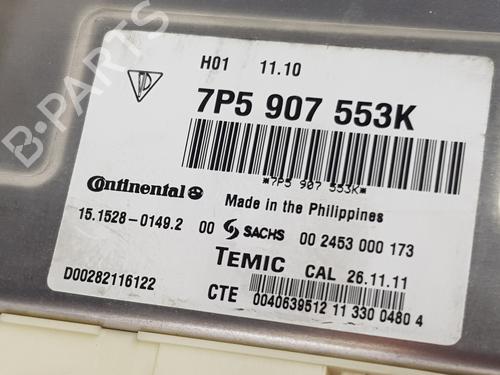 H01 11.10
7P5 907 553K
*7P5 907 553K*
Continental
Made in the Philippines
15.1528-0149.2 00 SACHS 00 2453 000 173
TEMIC CAL 26.11.11
D00282116122
CTE 0040639512 11 330 0480 4
B-PARTS